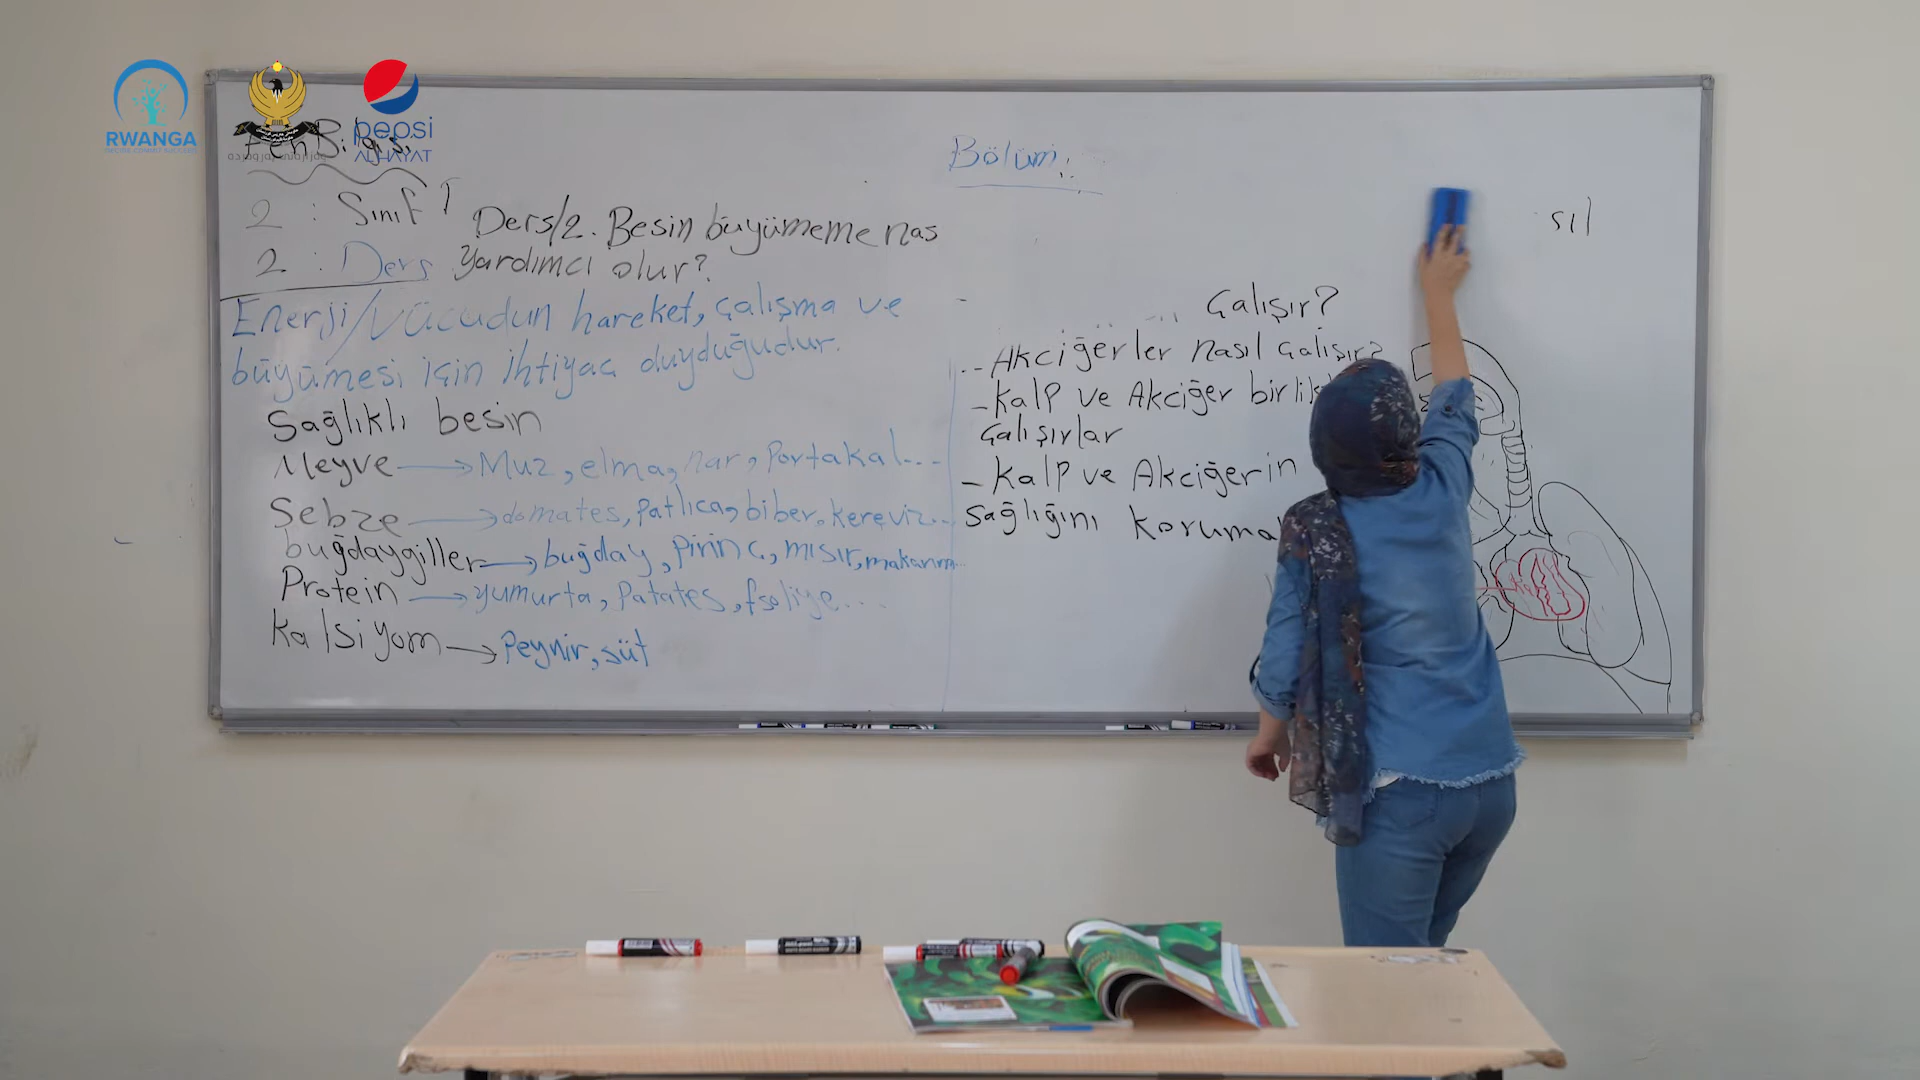 RWANGA
pepsi
ALHAYAT
Fen Bilgisi
2 : Sınıf
2 : Ders
Ders/2. Besin büyümeme nas
Yardımcı olur?
Enerji/vücudun hareket, çalışma ve
büyümesi için ihtiyaç duyduğudur.
Sağlıklı besin
Meyve → Muz, elma, nar, Portakal...
Sebze → domates, Patlıca, biber, kereviz...
buğdaygiller → buğday, pirinç, mısır, makarna...
Protein → yumurta, Patates, fsoliye...
Kalsiyom → Peynir, süt
Bölüm:
sıl
Çalışır?
- Akciğerler nasıl çalışır?
- Kalp ve Akciğer birlik
çalışırlar
- Kalp ve Akciğerin
sağlığını koruma